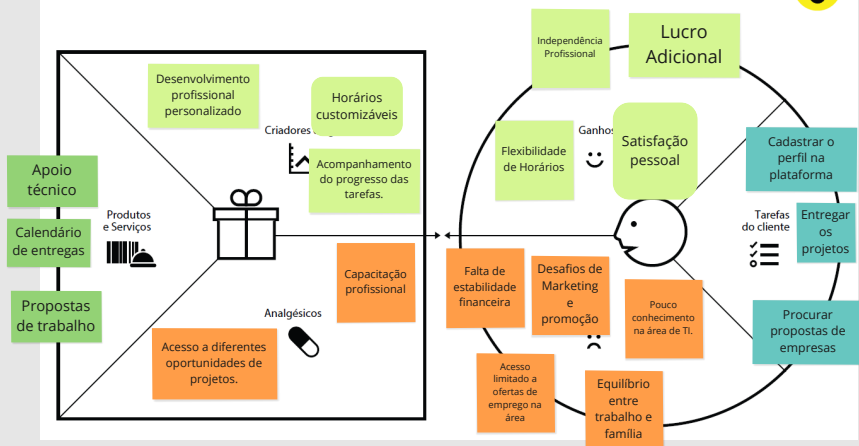 Desenvolvimento
profissional
personalizado
Horários
customizáveis
Criadores
Acompanhamento
do progresso das
tarefas.
Apoio
técnico
Calendário
de entregas
Propostas
de trabalho
Produtos
e Serviços
Capacitação
profissional
Analgésicos
Acesso a diferentes
oportunidades de
projetos.
Independência
Profissional
Lucro
Adicional
Flexibilidade
de Horários
Ganhos
Satisfação
pessoal
Cadastrar o
perfil na
plataforma
Tarefas
do cliente
Entregar
os
projetos
Procurar
propostas de
empresas
Falta de
estabilidade
financeira
Desafios de
Marketing
e
promoção
Pouco
conhecimento
na área de TI.
Acesso
limitado a
ofertas de
emprego na
área
Equilíbrio
entre
trabalho e
família